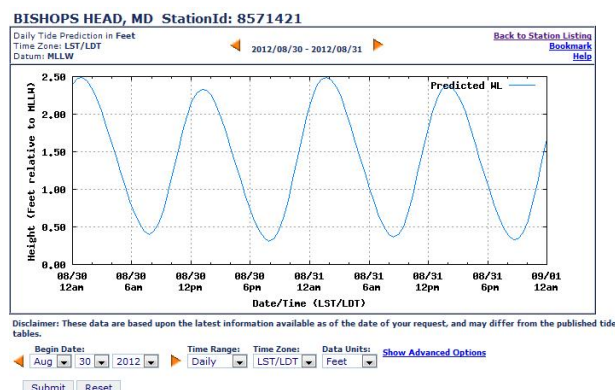 BISHOPS HEAD, MD StationId: 8571421
Daily Tide Prediction in Feet
Time Zone: LST/LDT
Datum: MLLW
2012/08/30 - 2012/08/31
Back to Station Listing
Bookmark
Help
Predicted WL
Height (Feet relative to MLLW)
2.50
2.00
1.50
1.00
0.50
0.00
08/30 08/30 08/30 08/30 08/31 08/31 08/31 08/31 09/01
12am 6am 12pm 6pm 12am 6am 12pm 6pm 12am
Date/Time (LST/LDT)
Disclaimer: These data are based upon the latest information available as of the date of your request, and may differ from the published tide
tables.
Begin Date: Time Range: Time Zone: Data Units:
Aug 30 2012 Daily LST/LDT Feet Show Advanced Options
Submit Reset